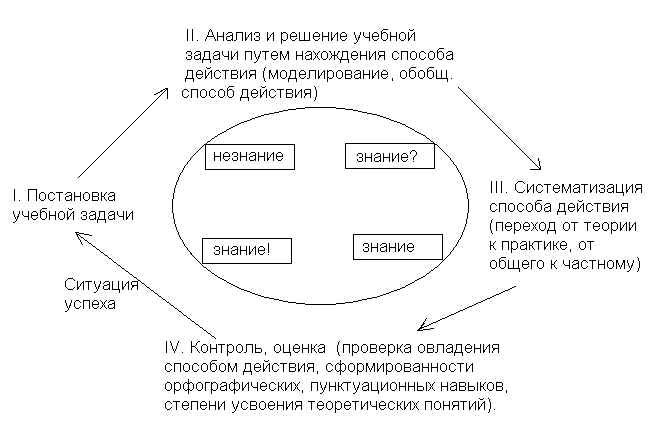 II. Анализ и решение учебной
задачи путем нахождения способа
действия (моделирование, обобщ.
способ действия)
незнание
знание?
I. Постановка
учебной задачи
III. Систематизация
способа действия
(переход от теории
к практике, от
общего к частному)
знание!
знание
Ситуация
успеха
IV. Контроль, оценка (проверка овладения
способом действия, сформированности
орфографических, пунктуационных навыков,
степени усвоения теоретических понятий).